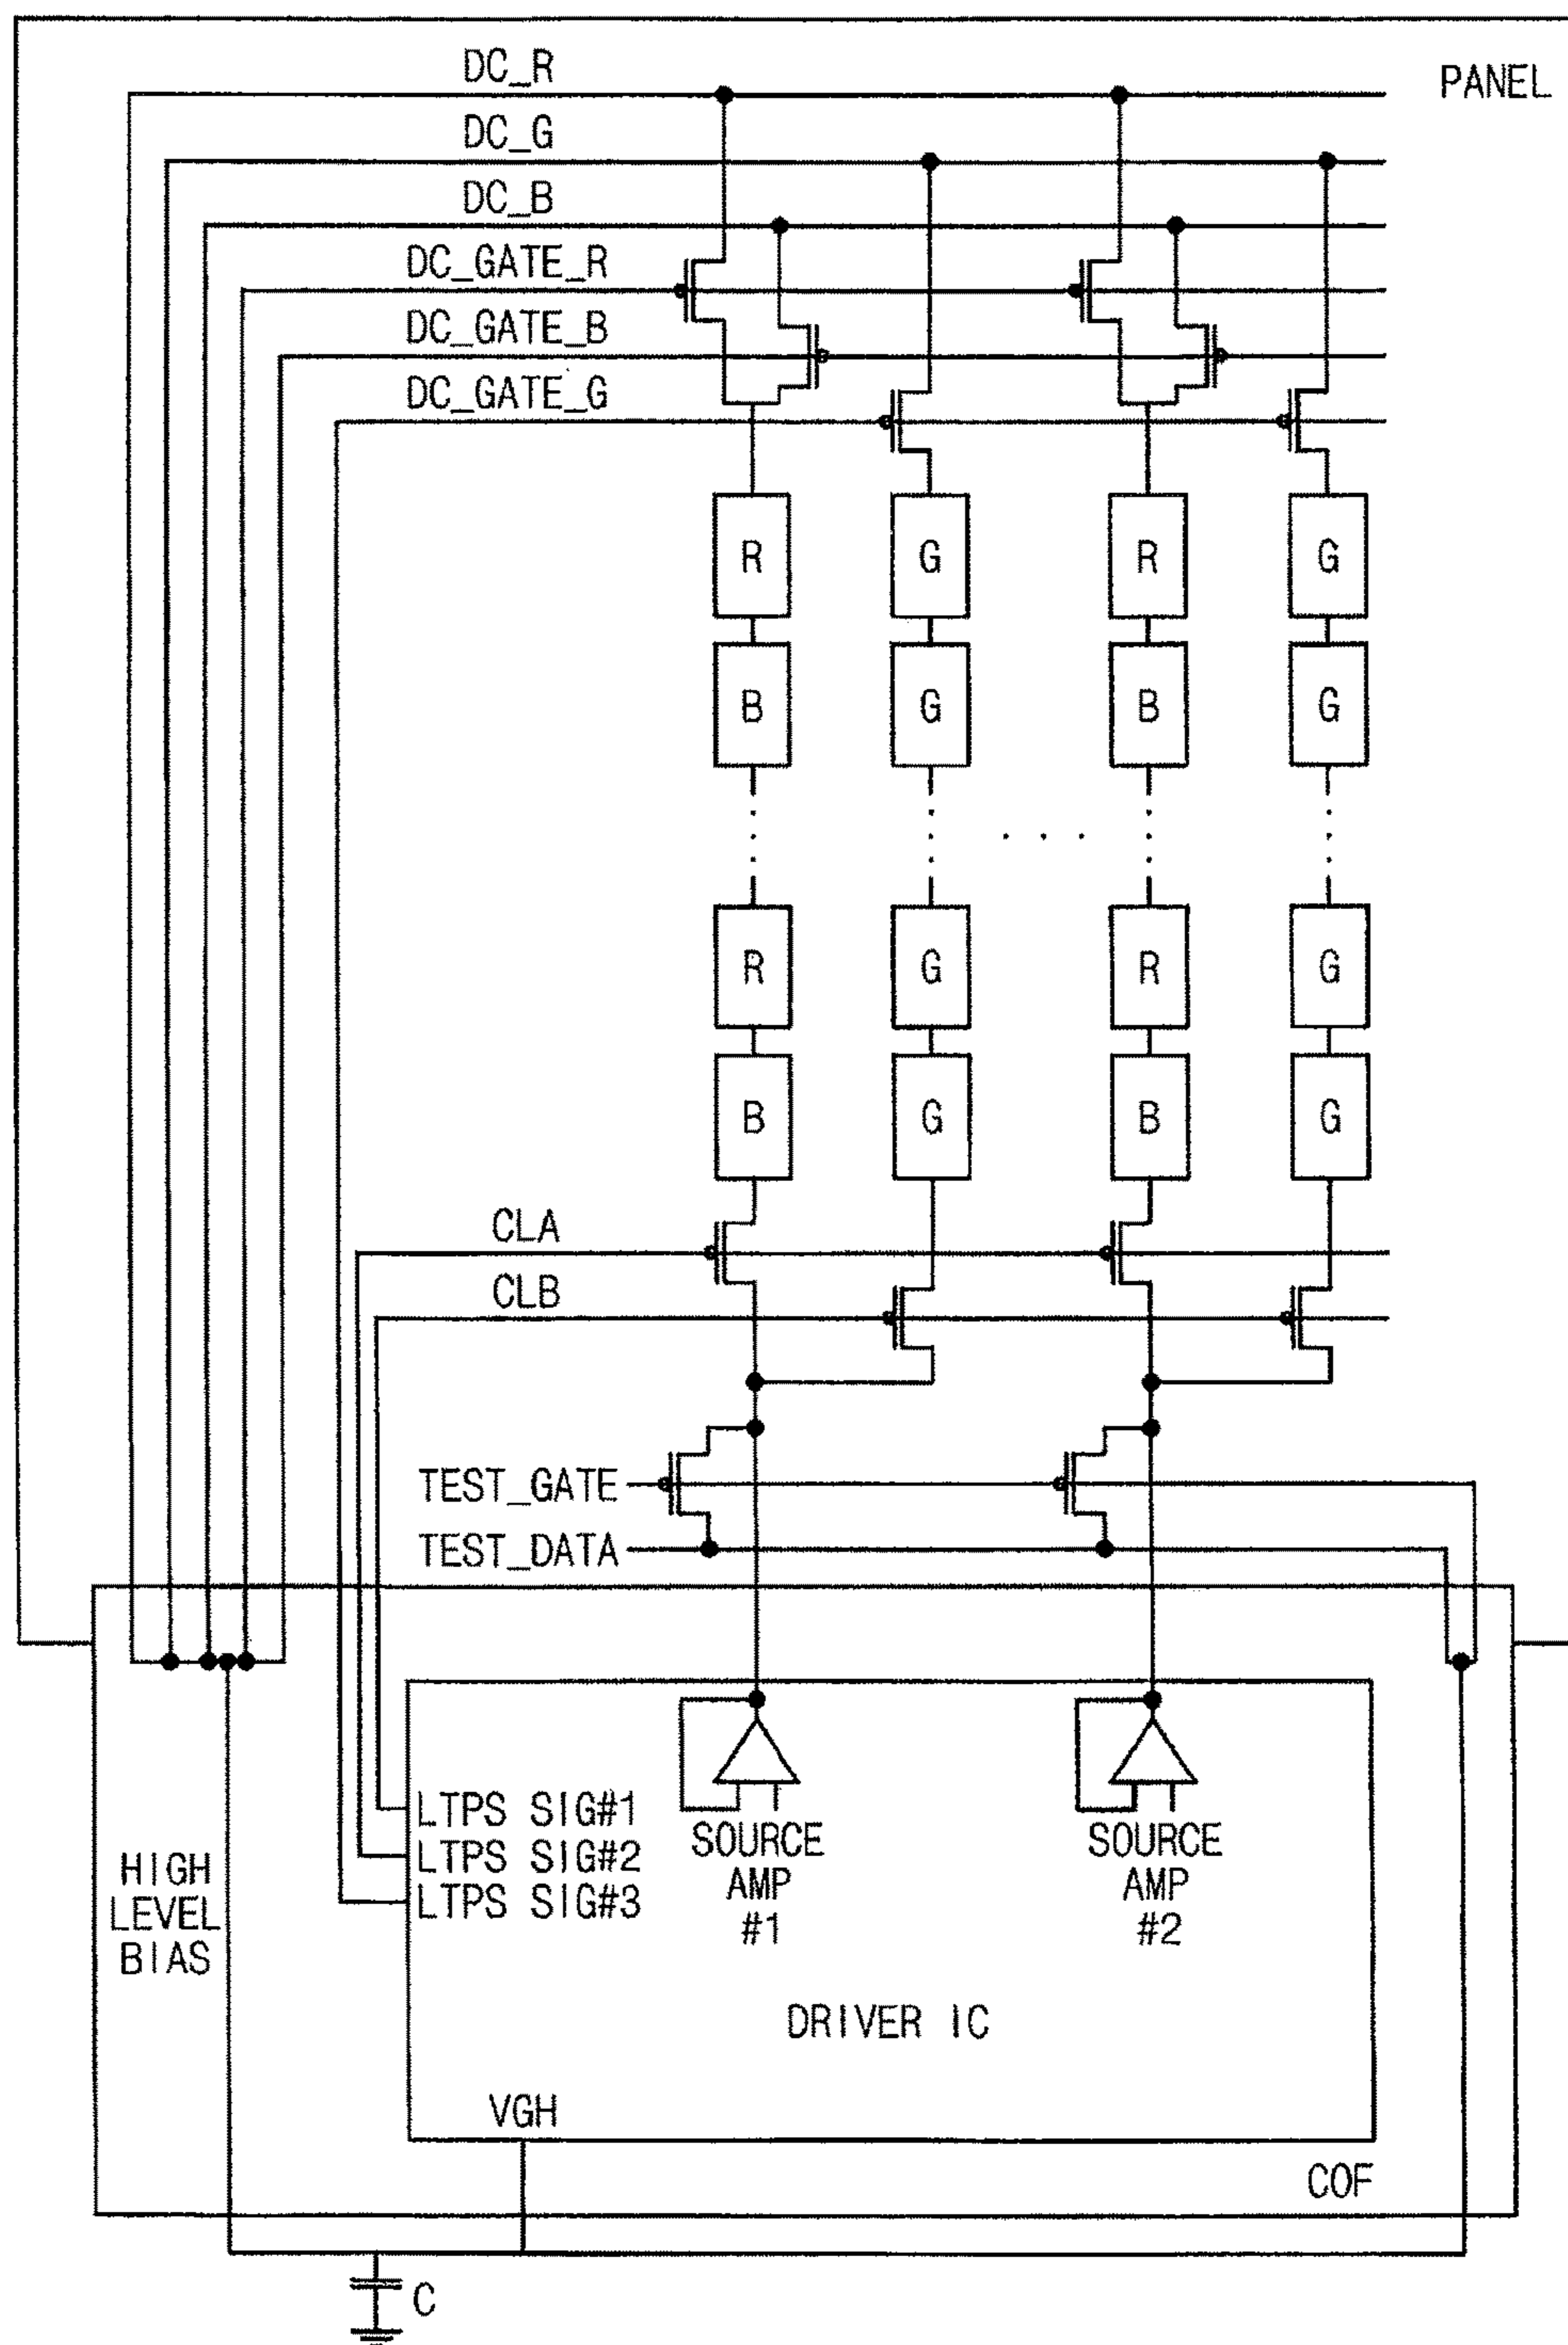 DC_R
PANEL
DC_G
DC_B
DC_GATE_R
DC_GATE_B
DC_GATE_G
R G R G
B G B G
R G R G
B G B G
CLA
CLB
TEST_GATE
TEST_DATA
LTPS SIG#1
LTPS SIG#2
LTPS SIG#3
SOURCE
AMP
#1
SOURCE
AMP
#2
HIGH
LEVEL
BIAS
DRIVER IC
VGH
COF
C